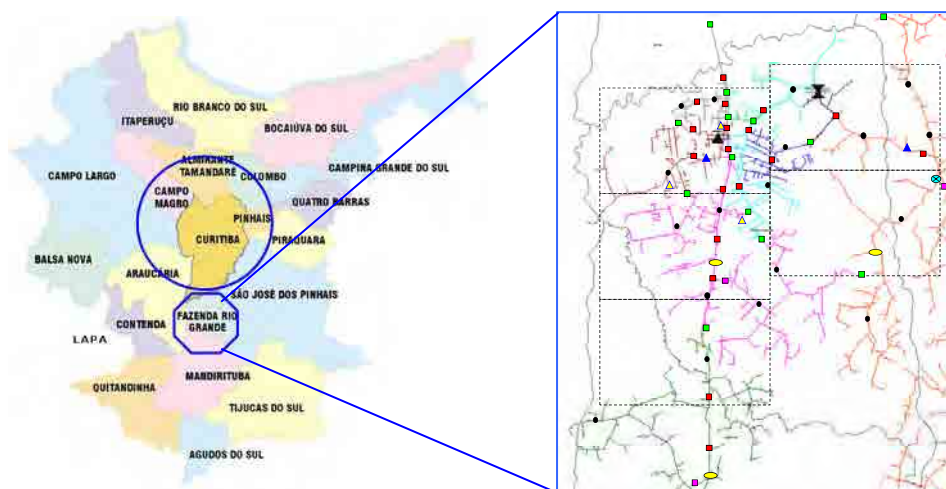 RIO BRANCO DO SUL
ITAPERUÇU
BOCAIUVA DO SUL
ALMIRANTE
TAMANDARÉ
COLOMBO
CAMPINA GRANDE DO SUL
CAMPO LARGO
CAMPO
MAGRO
QUATRO BARRAS
PINHAIS
CURITIBA
PIRAQUARA
BALSA NOVA
ARAUCÁRIA
SÃO JOSÉ DOS PINHAIS
FAZENDA RIO
GRANDE
CONTENDA
LAPA
MANDIRITUBA
QUITANDINHA
TIJUCAS DO SUL
AGUDOS DO SUL